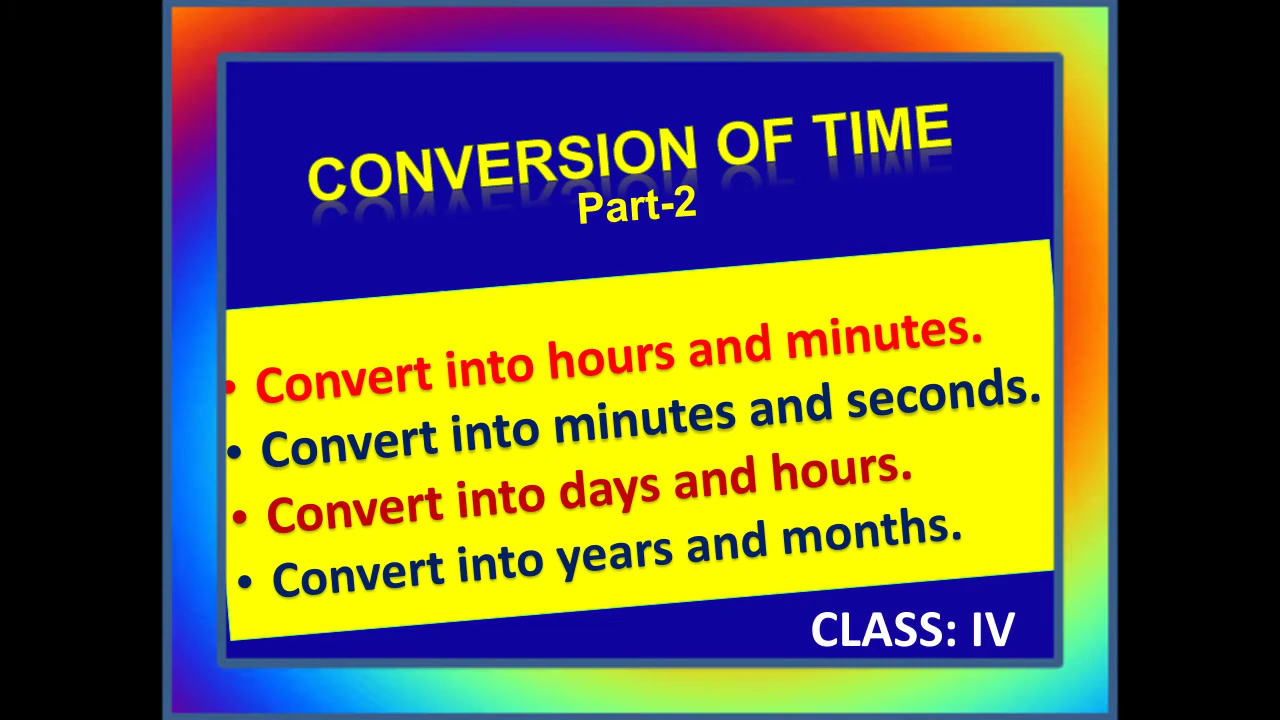 CONVERSION OF TIME
Part-2
• Convert into hours and minutes.
• Convert into minutes and seconds.
• Convert into days and hours.
• Convert into years and months.
CLASS: IV